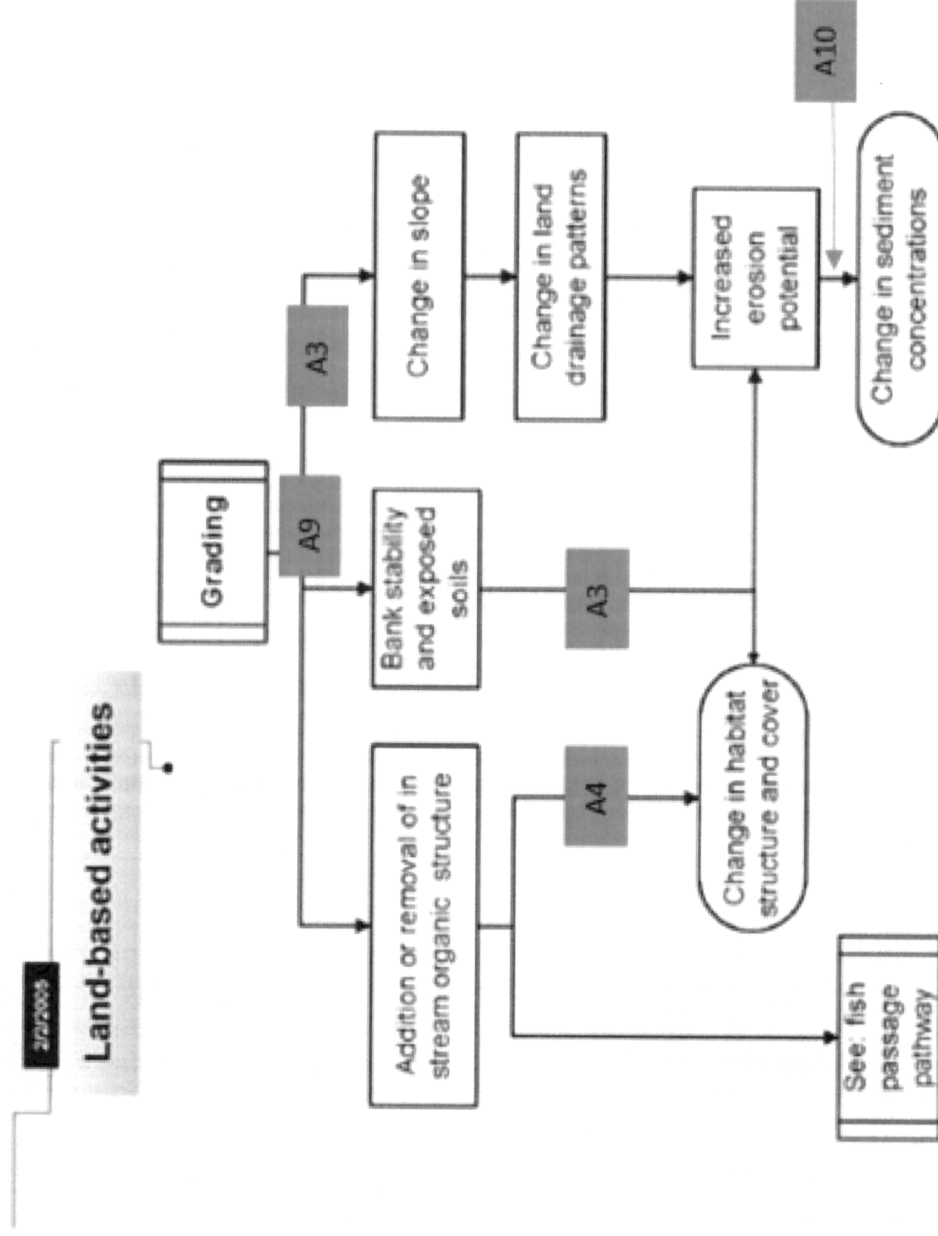 2/2/2006
Land-based activities
Grading
A9
A3
Addition or removal of in
stream organic structure
Bank stability
and exposed
soils
Change in slope
Change in land
drainage patterns
A4
A3
Change in habitat
structure and cover
Increased
erosion
potential
A10
See: fish
passage
pathway
Change in sediment
concentrations